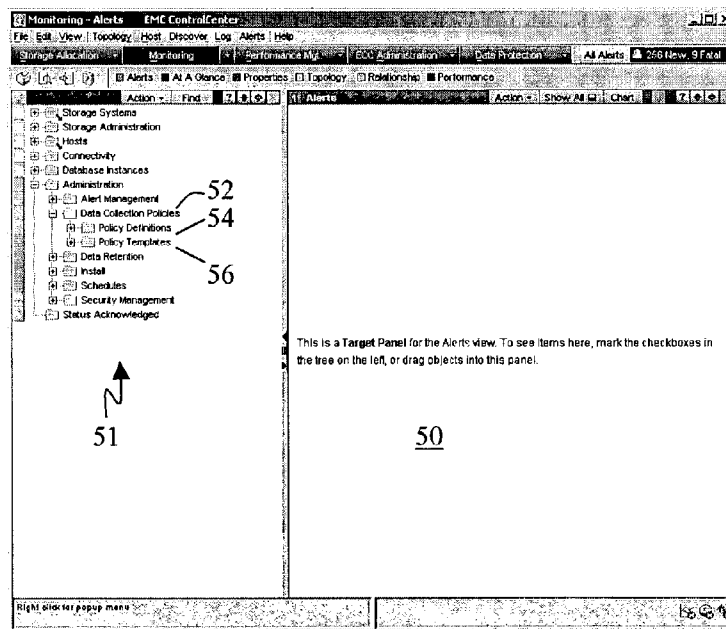 Monitoring - Alerts EMC ControlCenter
File Edit View Topology Host Discover Log Alerts Help
Storage Allocation Monitoring Performance Mgt. ECC Administration Data Protection All Alerts 256 New, 9 Fatal
Alerts At A Glance Properties Topology Relationship Performance
Action Find ? Alerts Action Show All Chart ?
Storage Systems
Storage Administration
Hosts
Connectivity
Database Instances
Administration
Alert Management
Data Collection Policies 52
Policy Definitions 54
Policy Templates 56
Data Retention
Install
Schedules
Security Management
Status Acknowledged
This is a Target Panel for the Alerts view. To see items here, mark the checkboxes in
the tree on the left, or drag objects into this panel.
51
50
Right click for popup menu